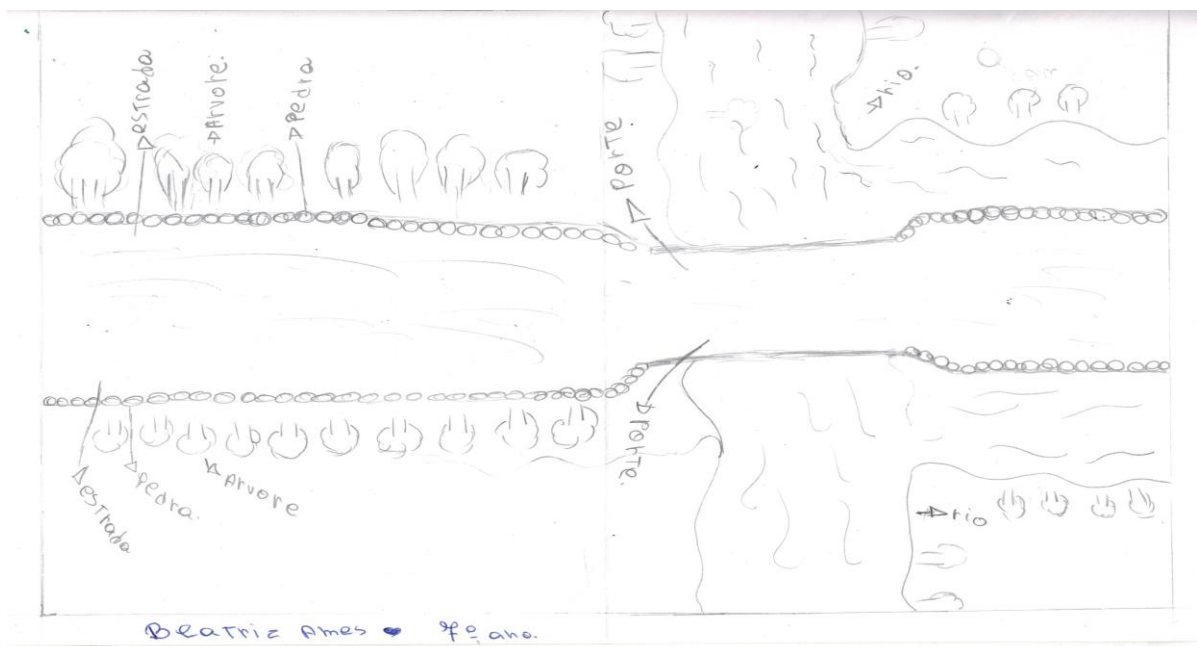 estrada
Arvore.
Pedra
PONTE
rio.
PONTE.
rio
estrada
Pedra.
Arvore
Beatriz Ames 7º ano.